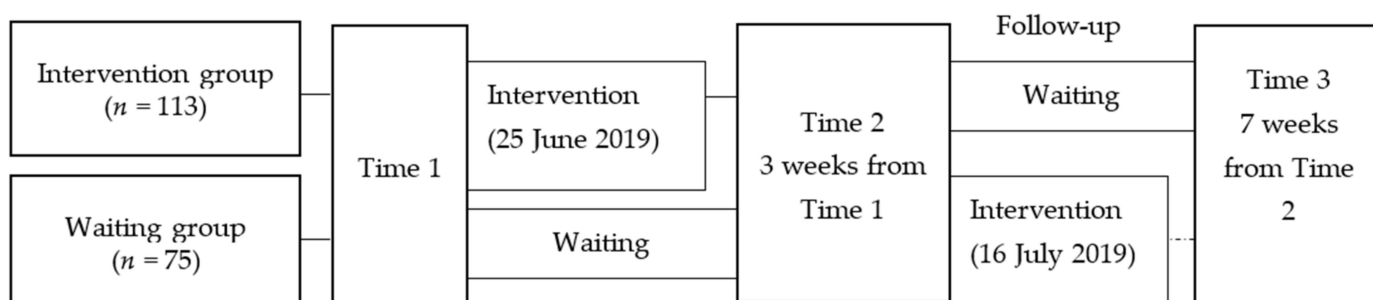 Intervention group
(n = 113)
Waiting group
(n = 75)
Time 1
Intervention
(25 June 2019)
Waiting
Time 2
3 weeks from
Time 1
Follow-up
Waiting
Intervention
(16 July 2019)
Time 3
7 weeks
from Time
2